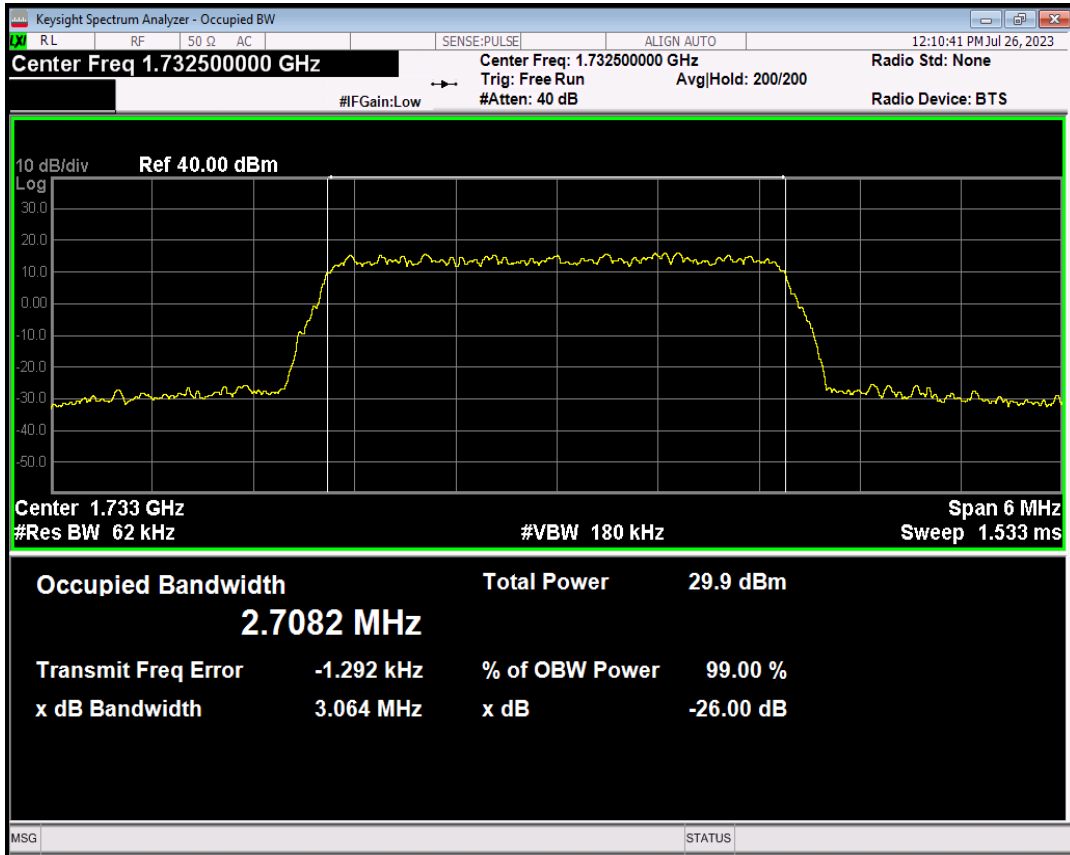 Keysight Spectrum Analyzer - Occupied BW
LXI RL RF 50 Ω AC SENSE:PULSE ALIGN AUTO 12:10:41 PM Jul 26, 2023
Center Freq 1.732500000 GHz Center Freq: 1.732500000 GHz Radio Std: None
Trig: Free Run Avg|Hold: 200/200
#IFGain:Low #Atten: 40 dB Radio Device: BTS
10 dB/div Ref 40.00 dBm
Log
30.0
20.0
10.0
0.00
-10.0
-20.0
-30.0
-40.0
-50.0
Center 1.733 GHz Span 6 MHz
#Res BW 62 kHz #VBW 180 kHz Sweep 1.533 ms
Occupied Bandwidth Total Power 29.9 dBm
2.7082 MHz
Transmit Freq Error -1.292 kHz % of OBW Power 99.00 %
x dB Bandwidth 3.064 MHz x dB -26.00 dB
MSG STATUS